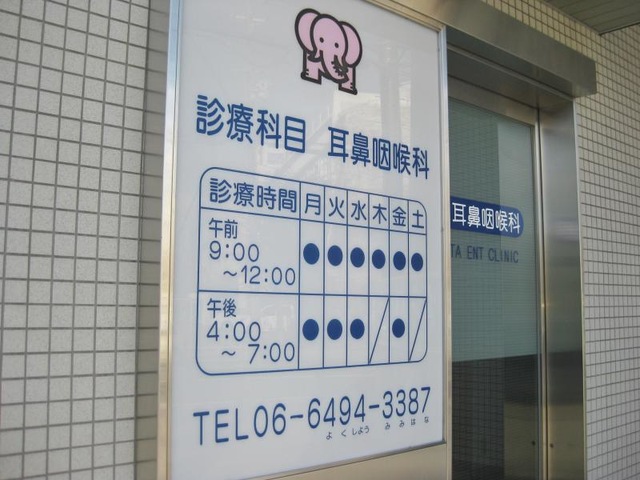 診療科目 耳鼻咽喉科
診療時間 月 火 水 木 金 土
午前
9:00
～12:00 ● ● ● ● ● ●
午後
4:00
～ 7:00 ● ● ● ／ ● ／
TEL06-6494-3387
よくしよう みみはな
耳鼻咽喉科
TA ENT CLINIC